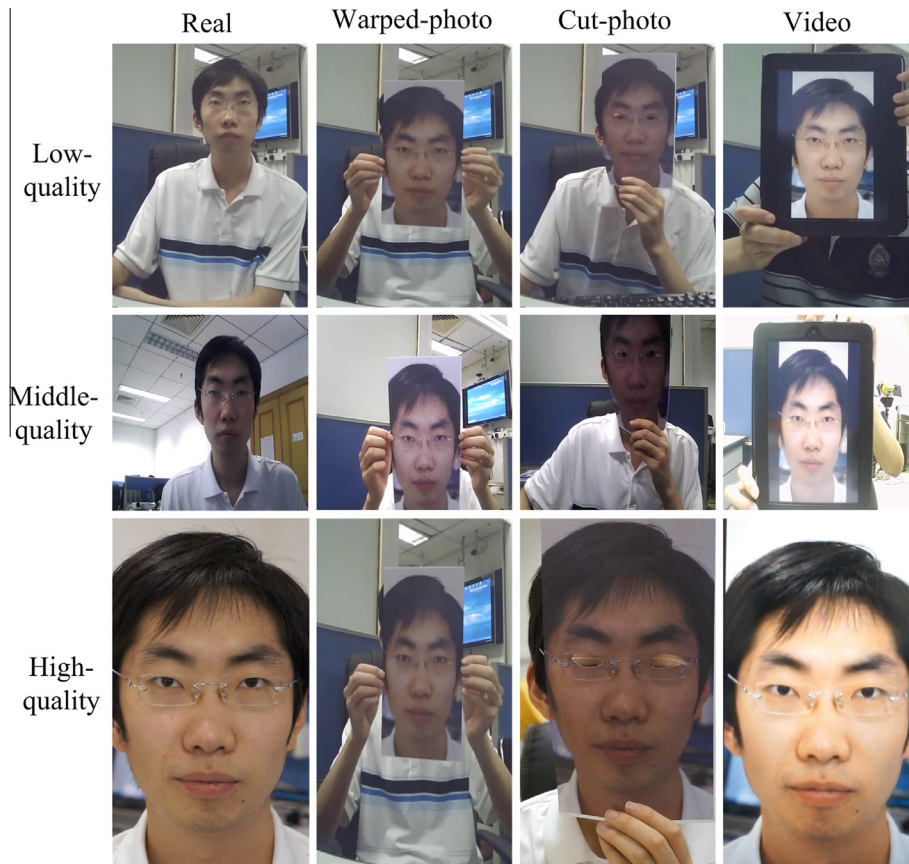 Real
Warped-photo
Cut-photo
Video
Low-
quality
Middle-
quality
High-
quality